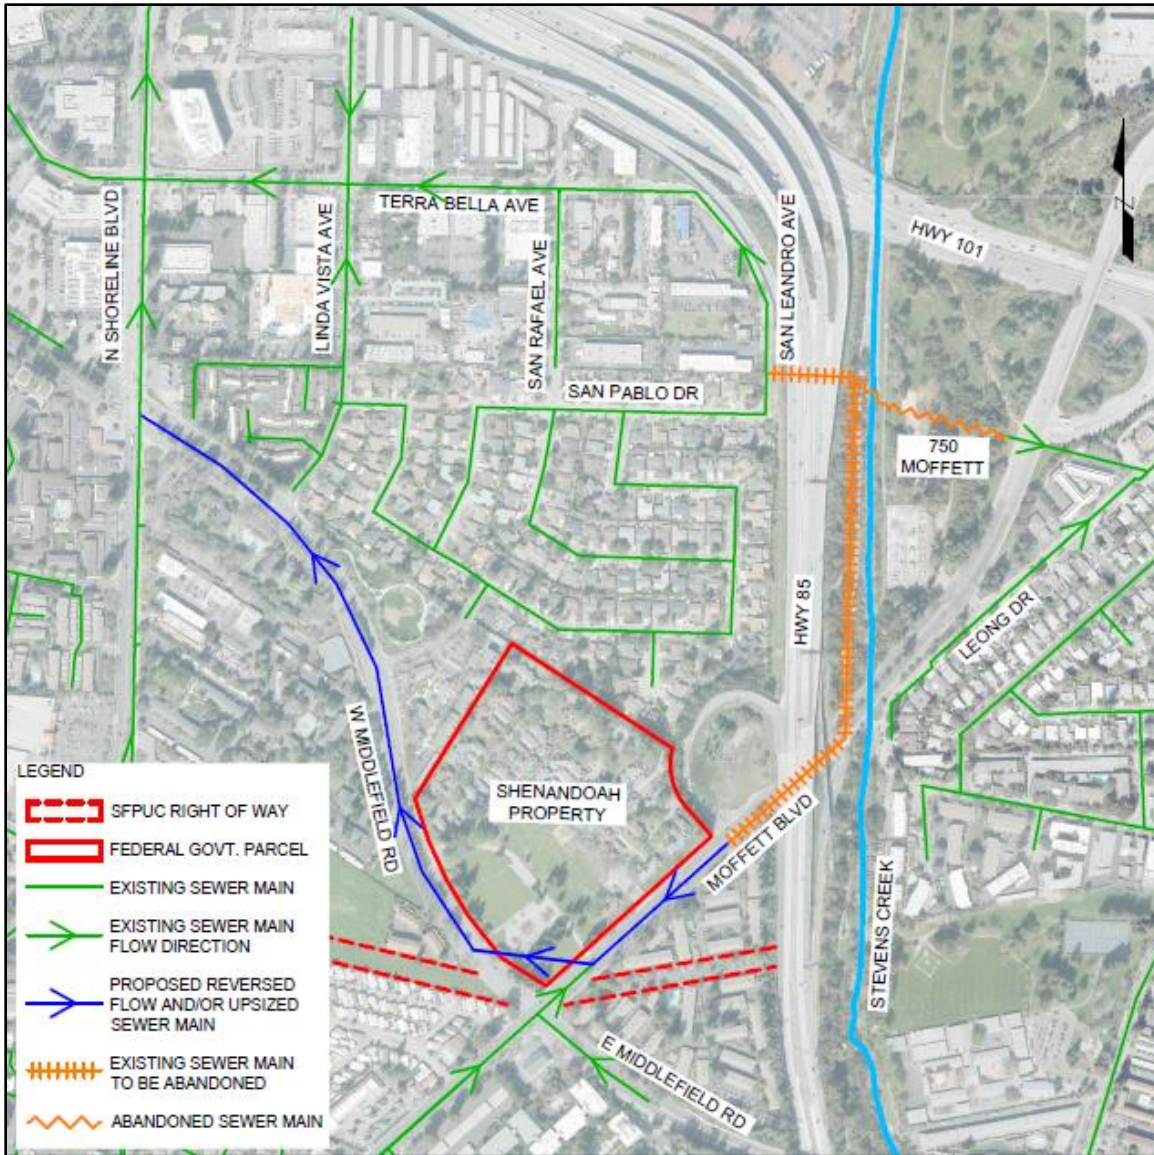 TERRA BELLA AVE
N SHORELINE BLVD
LINDA VISTA AVE
SAN RAFAEL AVE
SAN LEANDRO AVE
HWY 101
N
SAN PABLO DR
750
MOFFETT
HWY 85
LEONG DR
W MIDDLEFIELD RD
SHENANDOAH
PROPERTY
MOFFETT BLVD
STEVENS CREEK
E MIDDLEFIELD RD
LEGEND
SFPUC RIGHT OF WAY
FEDERAL GOVT. PARCEL
EXISTING SEWER MAIN
EXISTING SEWER MAIN
FLOW DIRECTION
PROPOSED REVERSED
FLOW AND/OR UPSIZED
SEWER MAIN
EXISTING SEWER MAIN
TO BE ABANDONED
ABANDONED SEWER MAIN